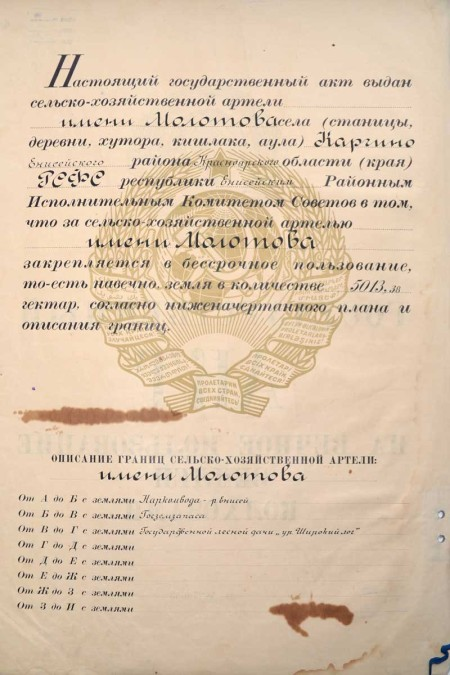 Настоящий государственный акт выдан
сельско-хозяйственной артели
имени Молотова села (станицы,
деревни, хутора, кишлака, аула) Каргино
Енисейского района Красноярского области (края)
РСФС республики Енисейским Районным
Исполнительным Комитетом Советов в том,
что за сельско-хозяйственной артелью
имени Молотова
закрепляется в бессрочное пользование,
то-есть навечно, земля в количестве 5013,38
гектар, согласно ниженачертанного плана и
описания границ.
ПРОЛЕТАРИИ
ВСЕХ СТРАН,
СОЕДИНЯЙТЕСЬ!
ОПИСАНИЕ ГРАНИЦ СЕЛЬСКО-ХОЗЯЙСТВЕННОЙ АРТЕЛИ:
имени Молотова
От А до Б с землями Наркомвода - р. Енисей
От Б до В с землями Госземзапаса
От В до Г с землями Государственной лесной дачи „ур. Широкий лог"
От Г до Д с землями
От Д до Е с землями
От Е до Ж с землями
От Ж до З с землями
От З до И с землями